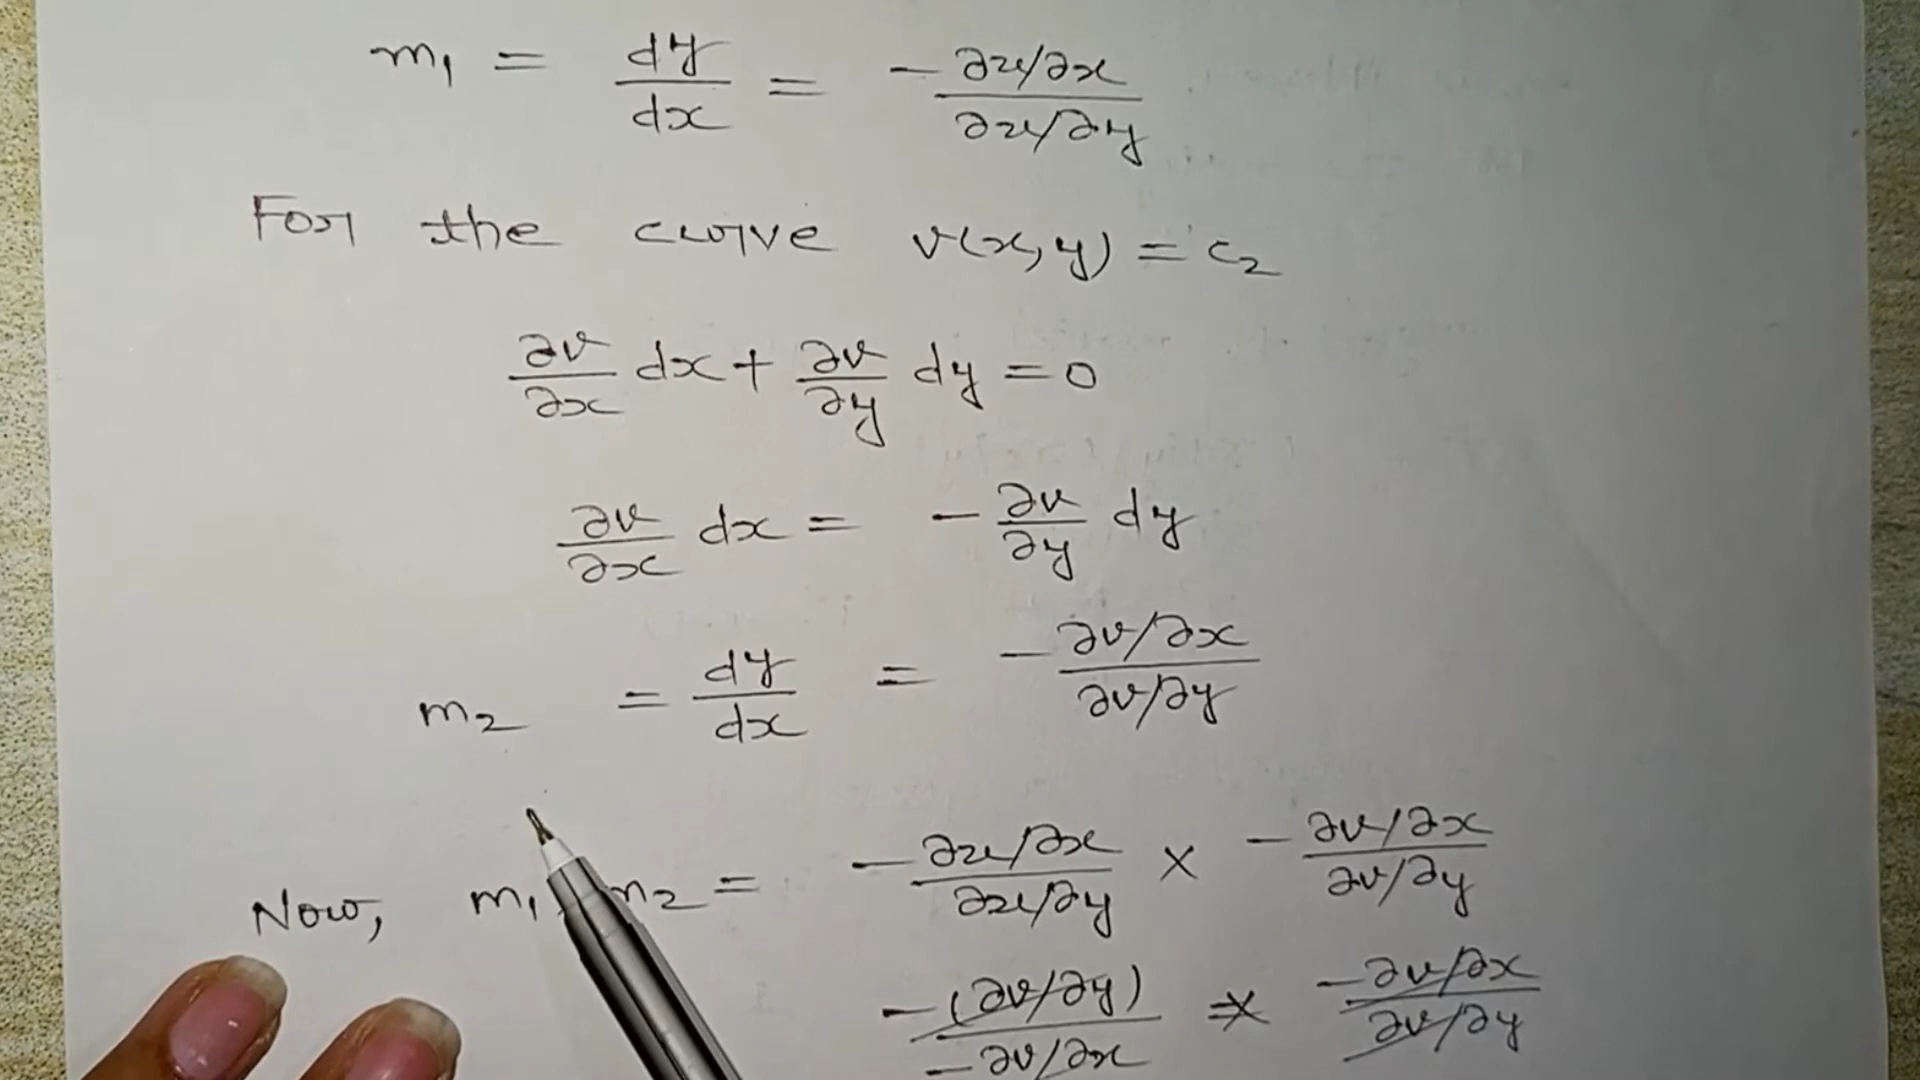 m₁ = dy/dx = - (∂u/∂x)/(∂u/∂y)
For the curve v(x,y) = c₂
∂v/∂x dx + ∂v/∂y dy = 0
∂v/∂x dx = - ∂v/∂y dy
m₂ = dy/dx = - (∂v/∂x)/(∂v/∂y)
Now, m₁ m₂ = - (∂u/∂x)/(∂u/∂y) × - (∂v/∂x)/(∂v/∂y)
-(∂v/∂y)/(-∂v/∂x) × (-∂v/∂x)/(∂v/∂y)